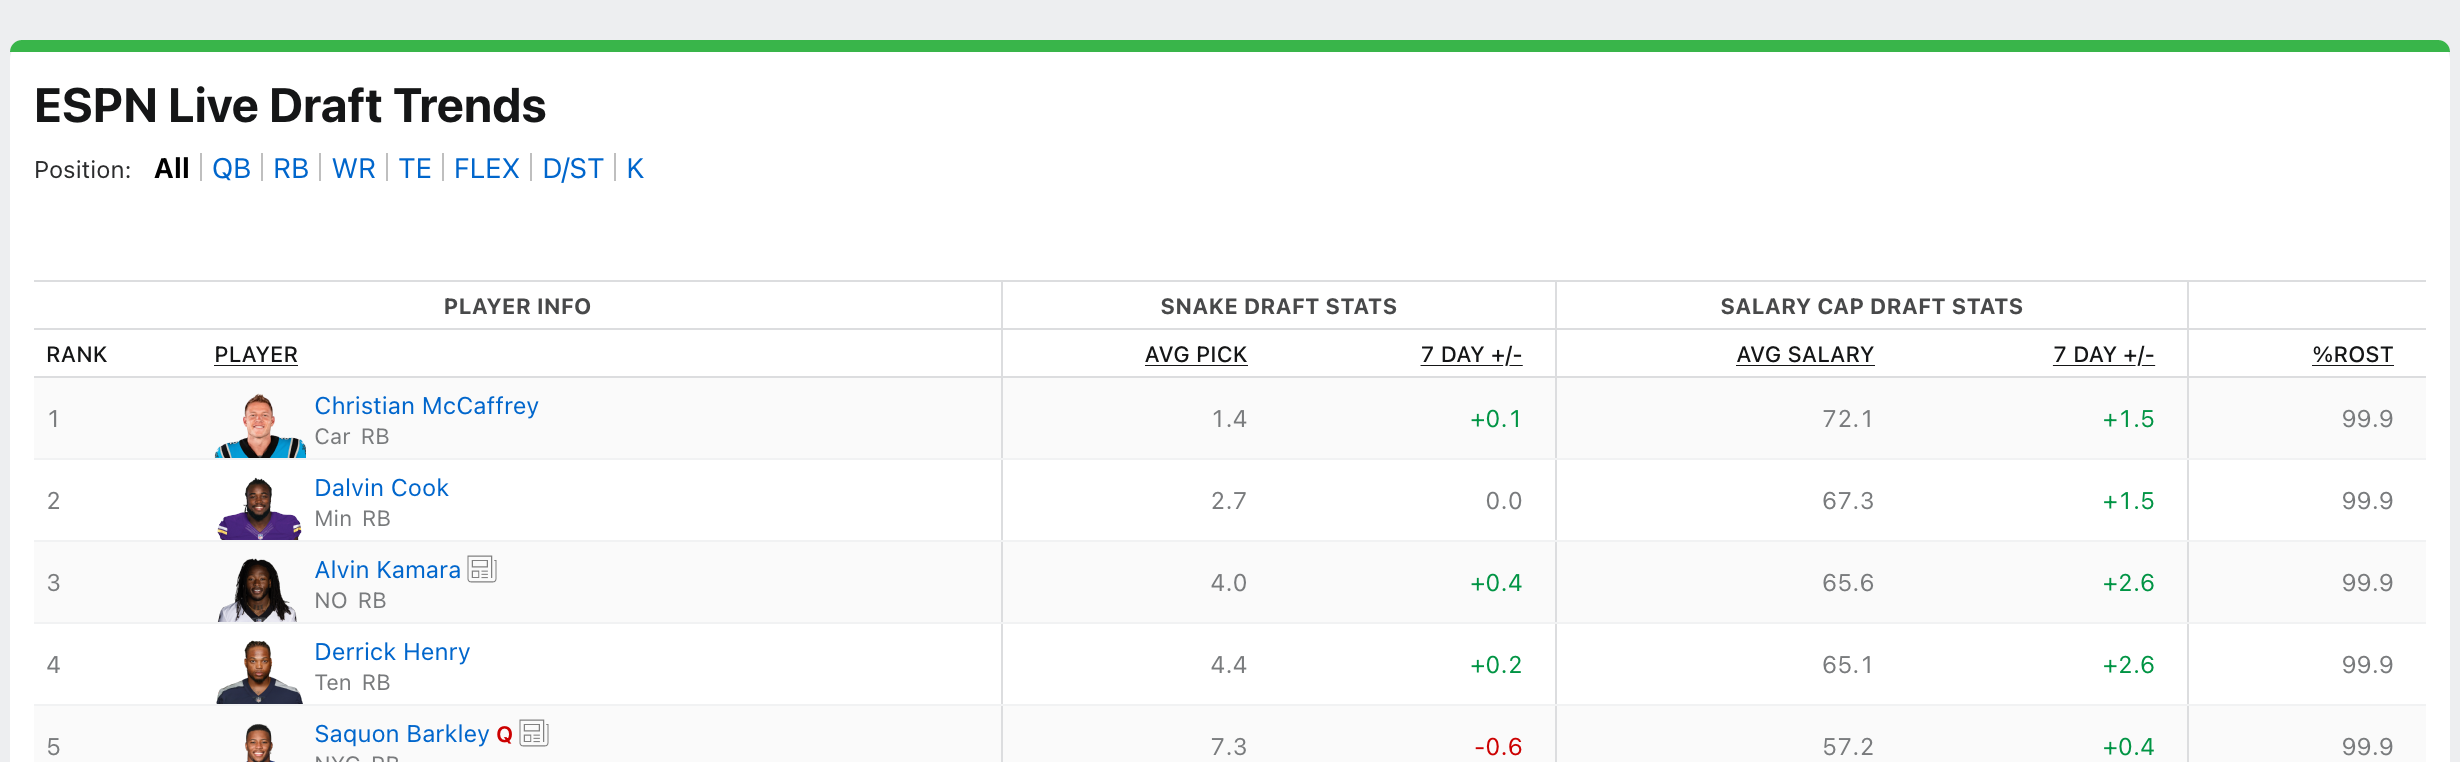 ESPN Live Draft Trends
Position: All QB RB WR TE FLEX D/ST K
PLAYER INFO SNAKE DRAFT STATS SALARY CAP DRAFT STATS
RANK PLAYER AVG PICK 7 DAY +/- AVG SALARY 7 DAY +/- %ROST
1 Christian McCaffrey 1.4 +0.1 72.1 +1.5 99.9
Car RB
2 Dalvin Cook 2.7 0.0 67.3 +1.5 99.9
Min RB
3 Alvin Kamara 4.0 +0.4 65.6 +2.6 99.9
NO RB
4 Derrick Henry 4.4 +0.2 65.1 +2.6 99.9
Ten RB
5 Saquon Barkley Q 7.3 -0.6 57.2 +0.4 99.9
RB